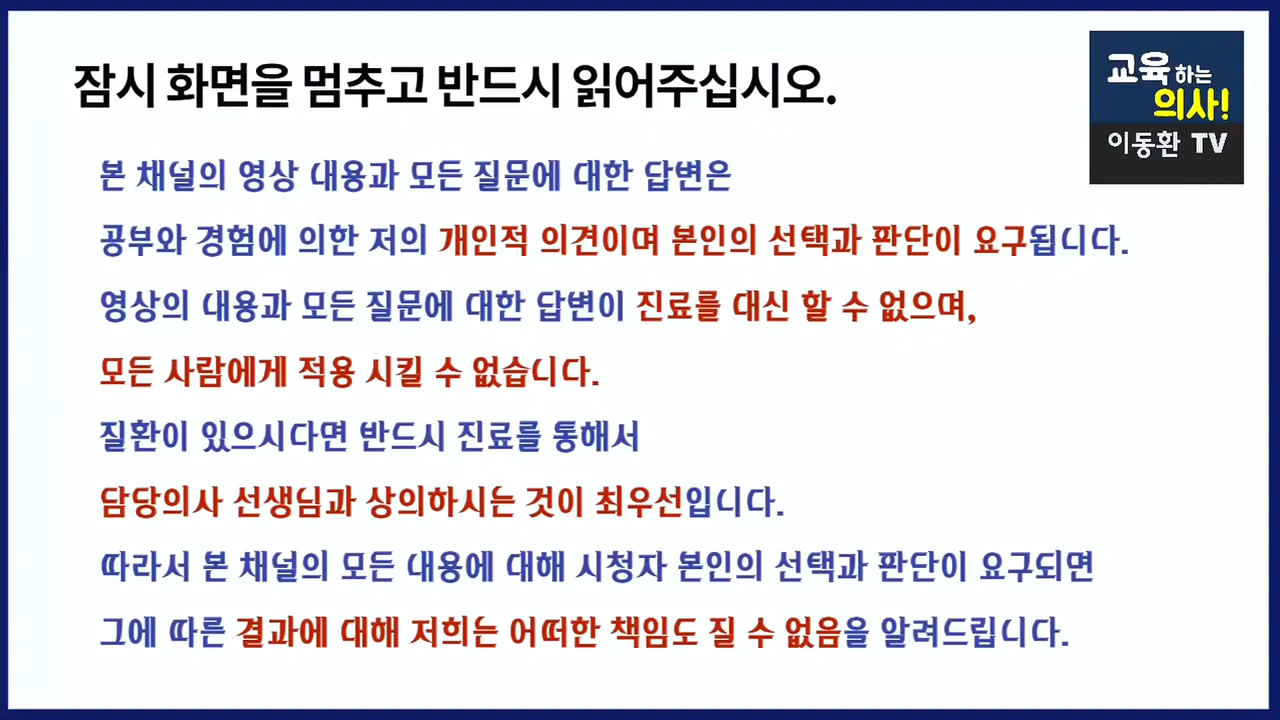 잠시 화면을 멈추고 반드시 읽어주십시오.
교육하는
의사!
이동환 TV
본 채널의 영상 내용과 모든 질문에 대한 답변은
공부와 경험에 의한 저의 개인적 의견이며 본인의 선택과 판단이 요구됩니다.
영상의 내용과 모든 질문에 대한 답변이 진료를 대신 할 수 없으며,
모든 사람에게 적용 시킬 수 없습니다.
질환이 있으시다면 반드시 진료를 통해서
담당의사 선생님과 상의하시는 것이 최우선입니다.
따라서 본 채널의 모든 내용에 대해 시청자 본인의 선택과 판단이 요구되면
그에 따른 결과에 대해 저희는 어떠한 책임도 질 수 없음을 알려드립니다.